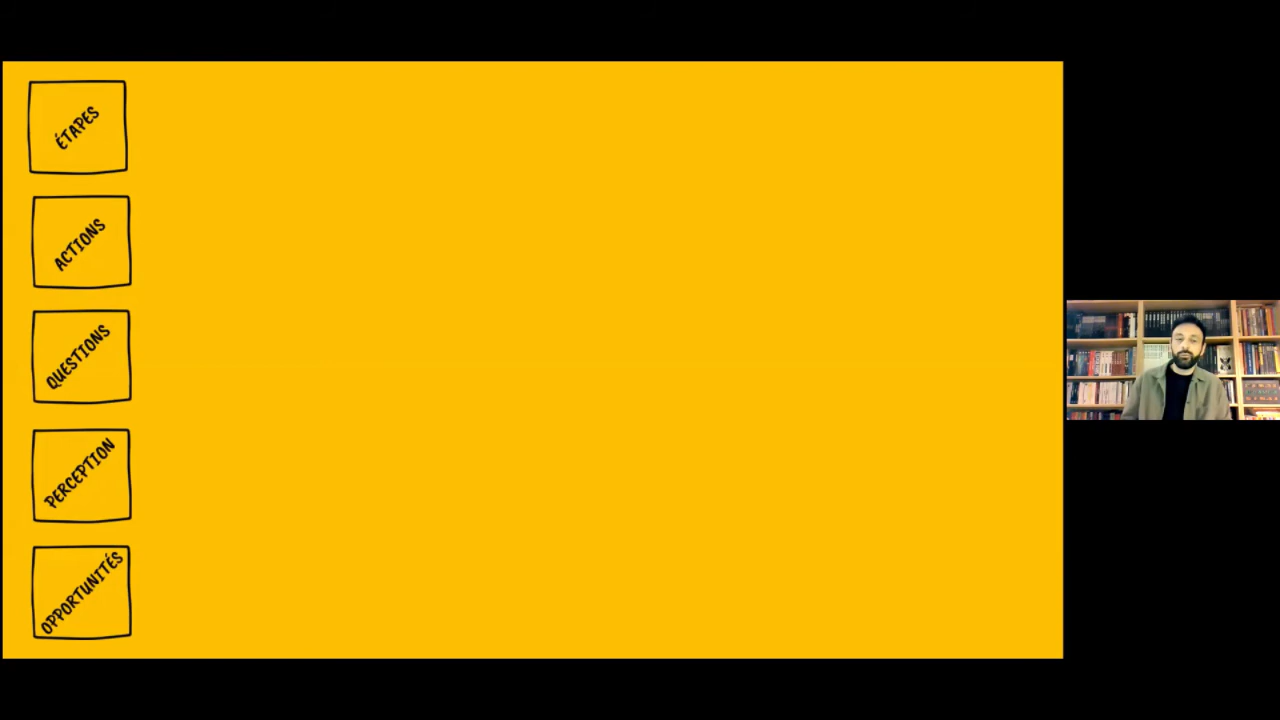 ÉTAPES
ACTIONS
QUESTIONS
PERCEPTION
OPPORTUNITÉS